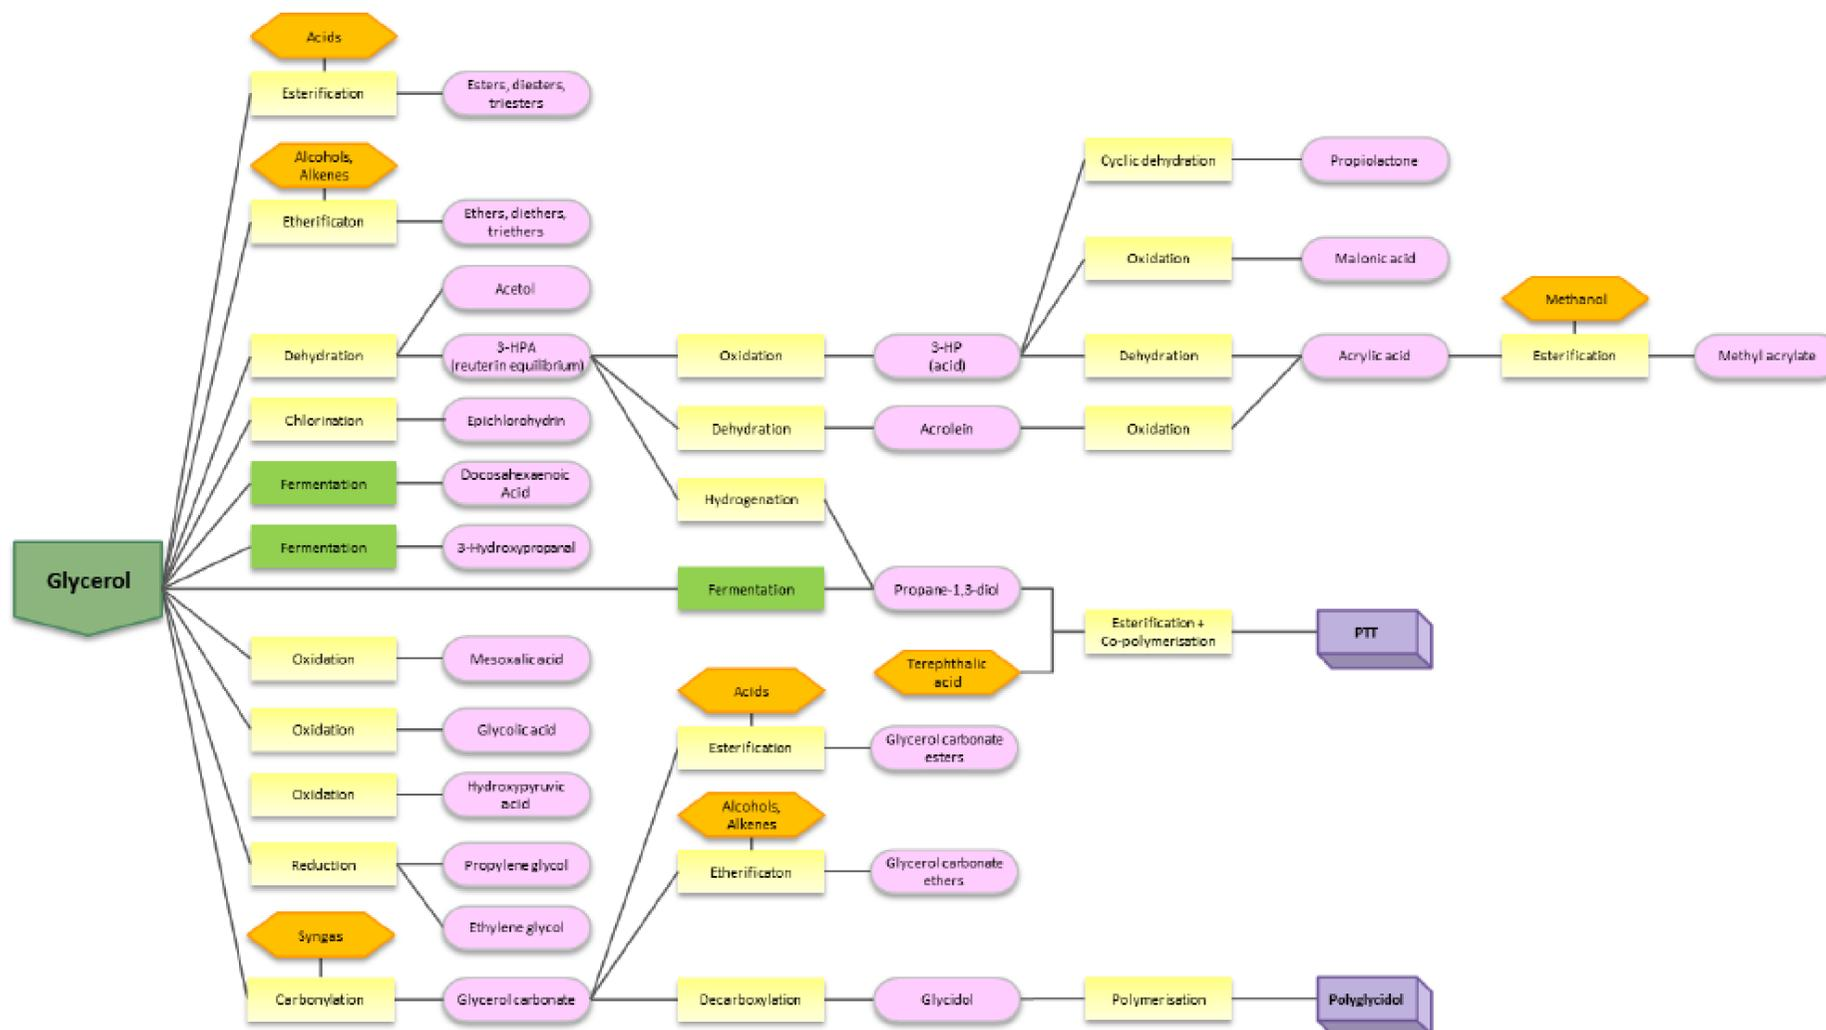 Acids
Esterification
Esters, diesters,
triesters
Alcohols,
Alkenes
Etherificaton
Ethers, diethers,
triethers
Cyclic dehydration
Propiolactone
Oxidation
Malonic acid
Acetol
Methanol
Dehydration
3-HPA
(reuterin equilibrium)
Oxidation
3-HP
(acid)
Dehydration
Acrylic acid
Esterification
Methyl acrylate
Chlorination
Epichlorohydrin
Dehydration
Acrolein
Oxidation
Fermentation
Docosahexaenoic
Acid
Hydrogenation
Fermentation
3-Hydroxypropanal
Glycerol
Fermentation
Propane-1,3-diol
Esterification +
Co-polymerisation
PTT
Oxidation
Mesoxalic acid
Terephthalic
acid
Acids
Oxidation
Glycolic acid
Esterification
Glycerol carbonate
esters
Oxidation
Hydroxypyruvic
acid
Alcohols,
Alkenes
Reduction
Propylene glycol
Etherificaton
Glycerol carbonate
ethers
Ethylene glycol
Syngas
Carbonylation
Glycerol carbonate
Decarboxylation
Glycidol
Polymerisation
Polyglycidol